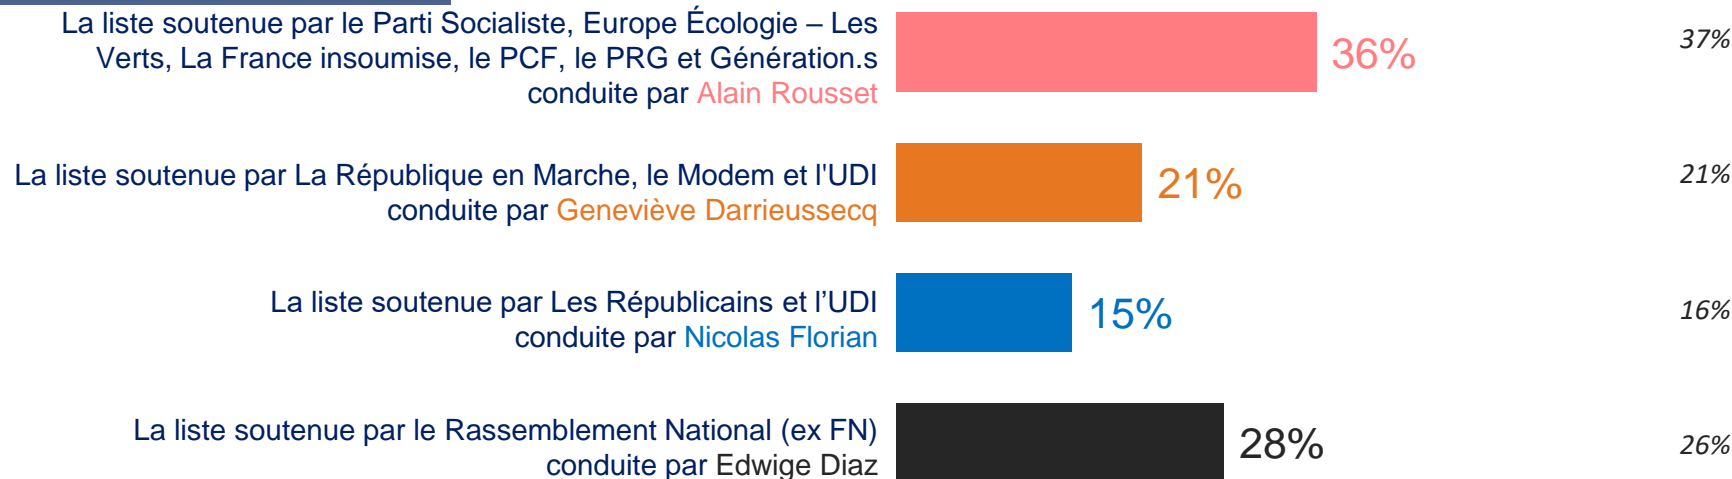 La liste soutenue par le Parti Socialiste, Europe Écologie – Les
Verts, La France insoumise, le PCF, le PRG et Génération.s
conduite par Alain Rousset
36%
37%
La liste soutenue par La République en Marche, le Modem et l'UDI
conduite par Geneviève Darrieussecq
21%
21%
La liste soutenue par Les Républicains et l’UDI
conduite par Nicolas Florian
15%
16%
La liste soutenue par le Rassemblement National (ex FN)
conduite par Edwige Diaz
28%
26%